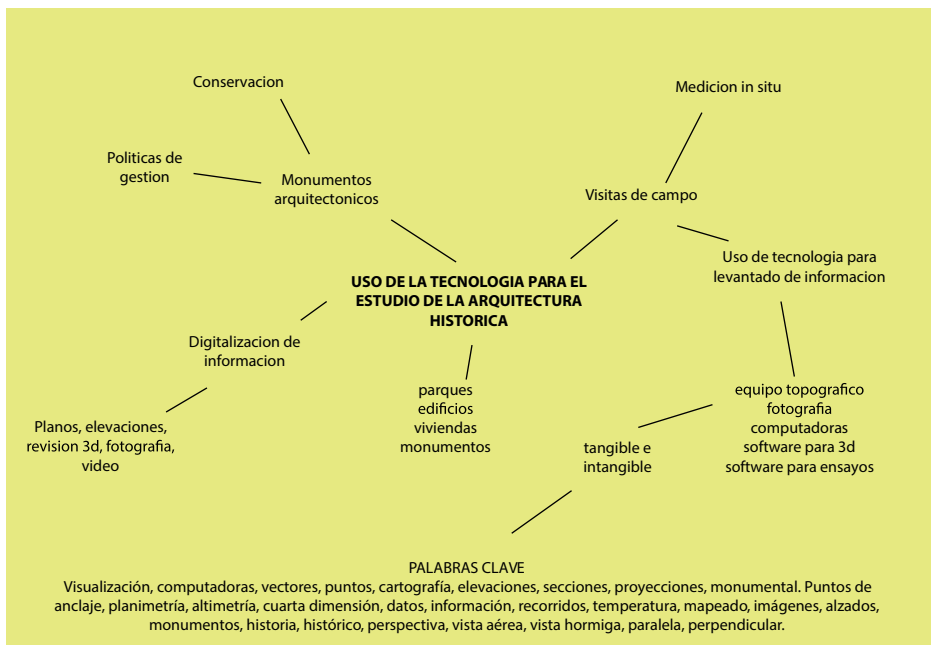 Conservacion
Medicion in situ
Politicas de
gestion
Monumentos
arquitectonicos
Visitas de campo
Uso de tecnologia para
levantado de informacion
USO DE LA TECNOLOGIA PARA EL
ESTUDIO DE LA ARQUITECTURA
HISTORICA
Digitalizacion de
informacion
parques
edificios
viviendas
monumentos
equipo topografico
fotografia
computadoras
software para 3d
software para ensayos
Planos, elevaciones,
revision 3d, fotografia,
video
tangible e
intangible
PALABRAS CLAVE
Visualización, computadoras, vectores, puntos, cartografía, elevaciones, secciones, proyecciones, monumental. Puntos de
anclaje, planimetría, altimetría, cuarta dimensión, datos, información, recorridos, temperatura, mapeado, imágenes, alzados,
monumentos, historia, histórico, perspectiva, vista aérea, vista hormiga, paralela, perpendicular.